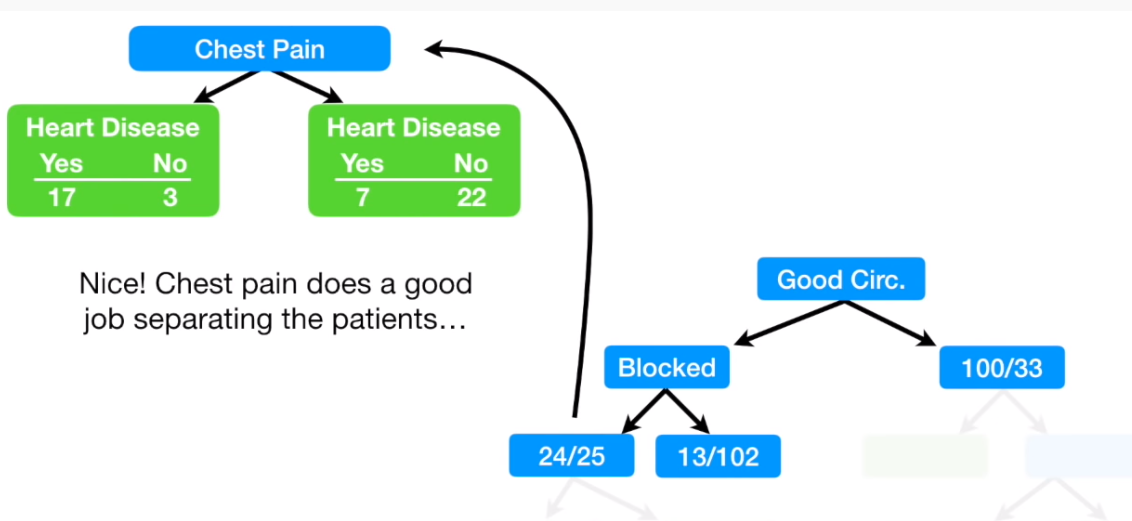 Chest Pain
Heart Disease
Yes No
17 3
Heart Disease
Yes No
7 22
Nice! Chest pain does a good
job separating the patients…
Good Circ.
Blocked
100/33
24/25
13/102